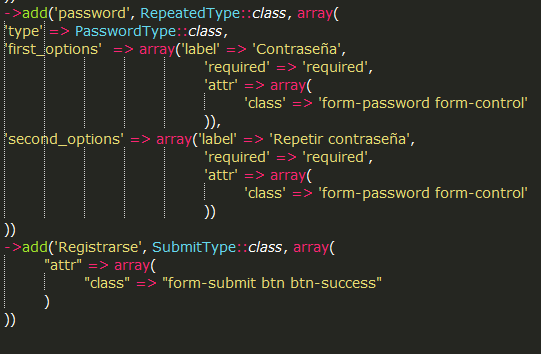 ))
->add('password', RepeatedType::class, array(
'type' => PasswordType::class,
'first_options'  => array('label' => 'Contraseña',
'required' => 'required',
'attr' => array(
'class' => 'form-password form-control'
)),
'second_options' => array('label' => 'Repetir contraseña',
'required' => 'required',
'attr' => array(
'class' => 'form-password form-control'
))
))
->add('Registrarse', SubmitType::class, array(
"attr" => array(
"class" => "form-submit btn btn-success"
)
))